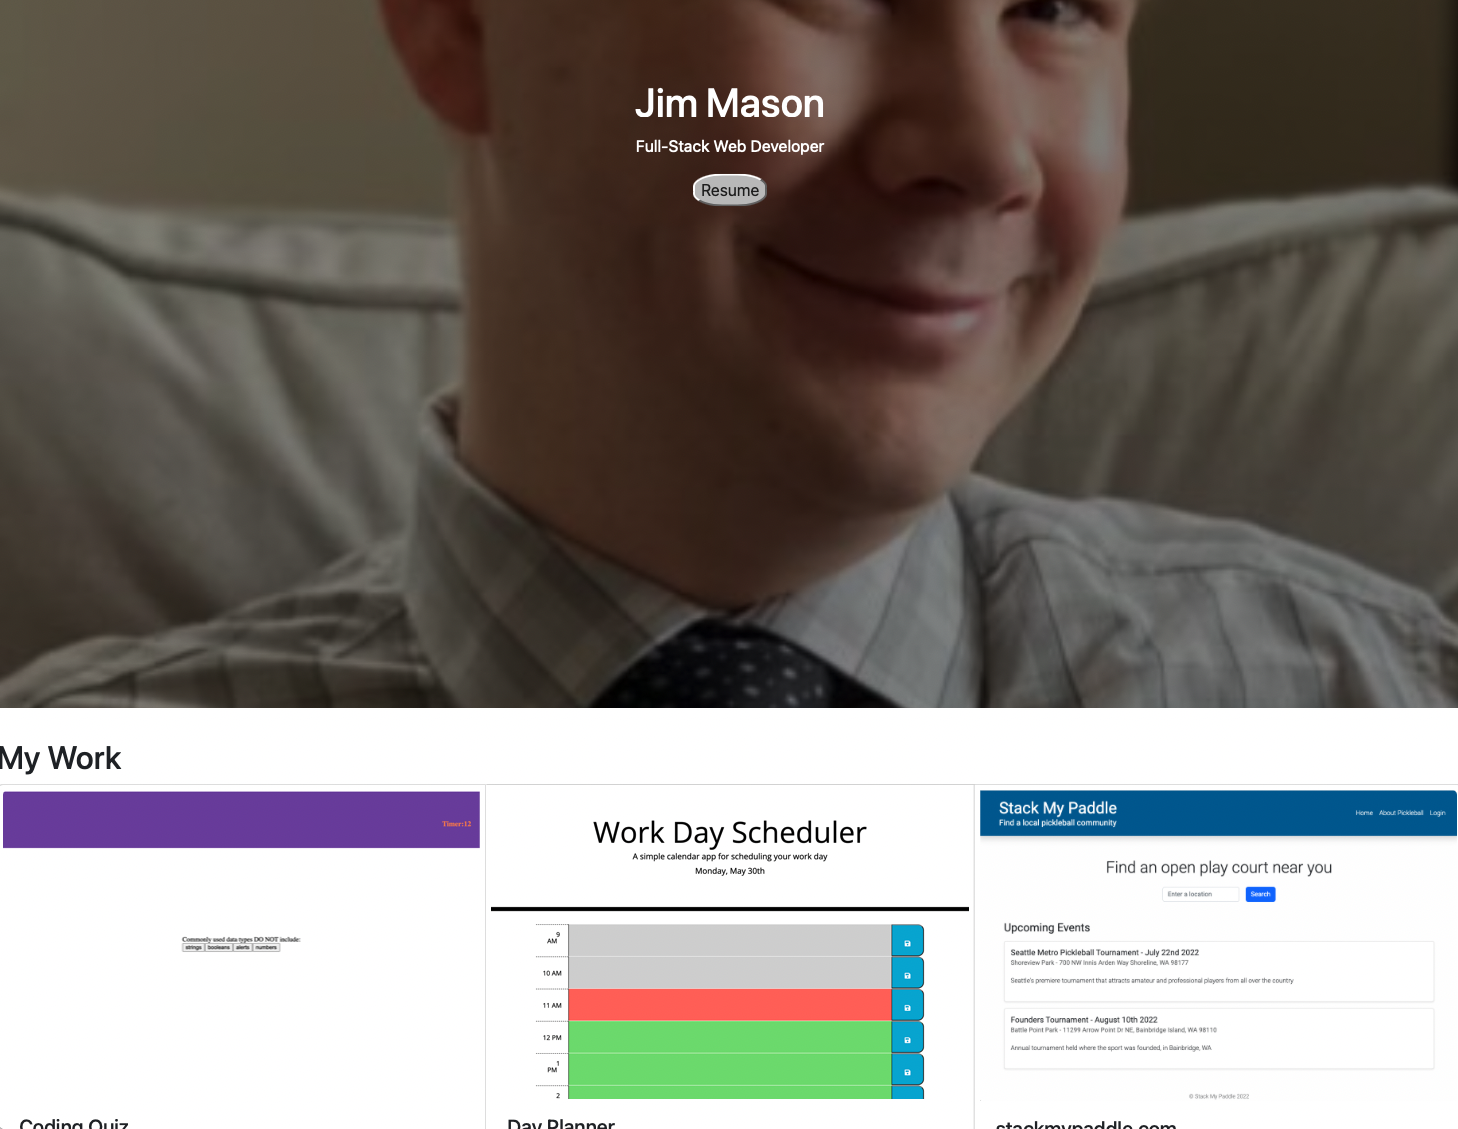 Jim Mason
Full-Stack Web Developer
Resume
My Work
Timer:12
Commonly used data types DO NOT include:
strings booleans alerts numbers
Coding Quiz
Work Day Scheduler
A simple calendar app for scheduling your work day
Monday, May 30th
9
AM
10 AM
11 AM
12 PM
1
PM
2
Day Planner
Stack My Paddle
Find a local pickleball community
Home About Pickleball Login
Find an open play court near you
Enter a location Search
Upcoming Events
Seattle Metro Pickleball Tournament - July 22nd 2022
Shoreview Park - 700 NW Innis Arden Way Shoreline, WA 98177
Seattle's premiere tournament that attracts amateur and professional players from all over the country
Founders Tournament - August 10th 2022
Battle Point Park - 11299 Arrow Point Dr NE, Bainbridge Island, WA 98110
Annual tournament held where the sport was founded, in Bainbridge, WA
© Stack My Paddle 2022
stackmypaddle.com